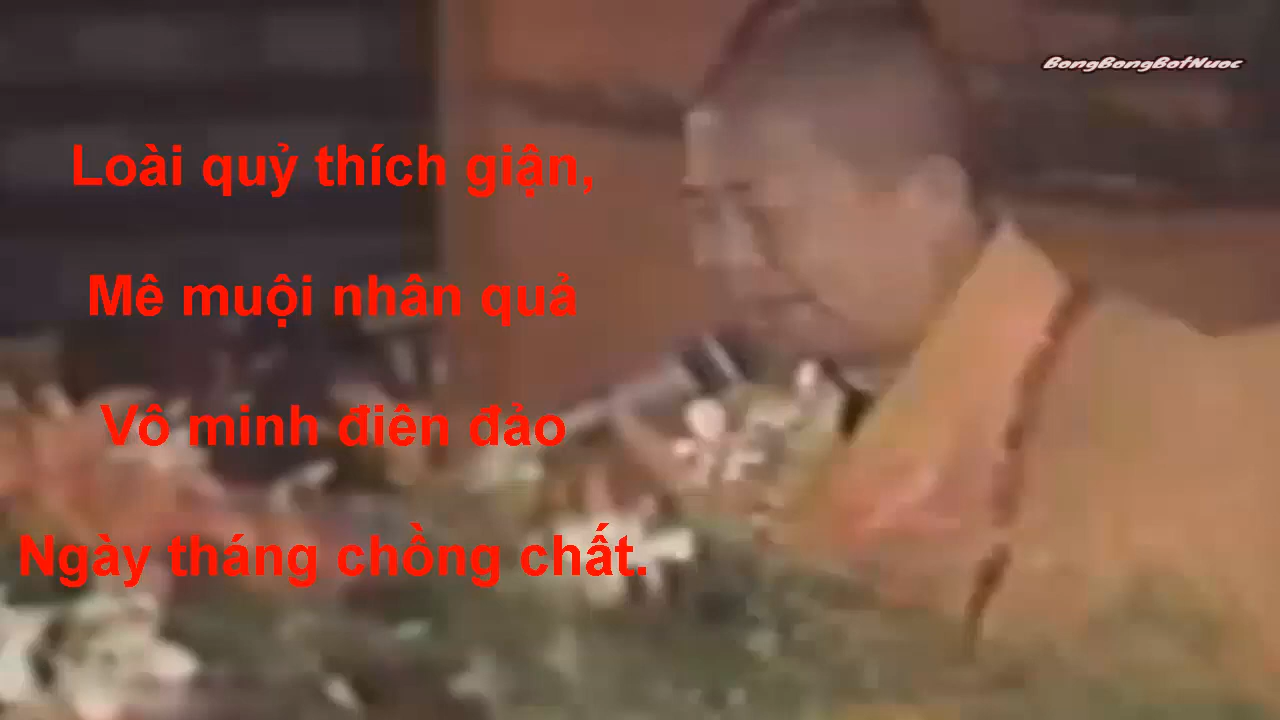 BongBongBotNuoc
Loài quỷ thích giận,
Mê muội nhân quả
Vô minh điên đảo
Ngày tháng chồng chất.